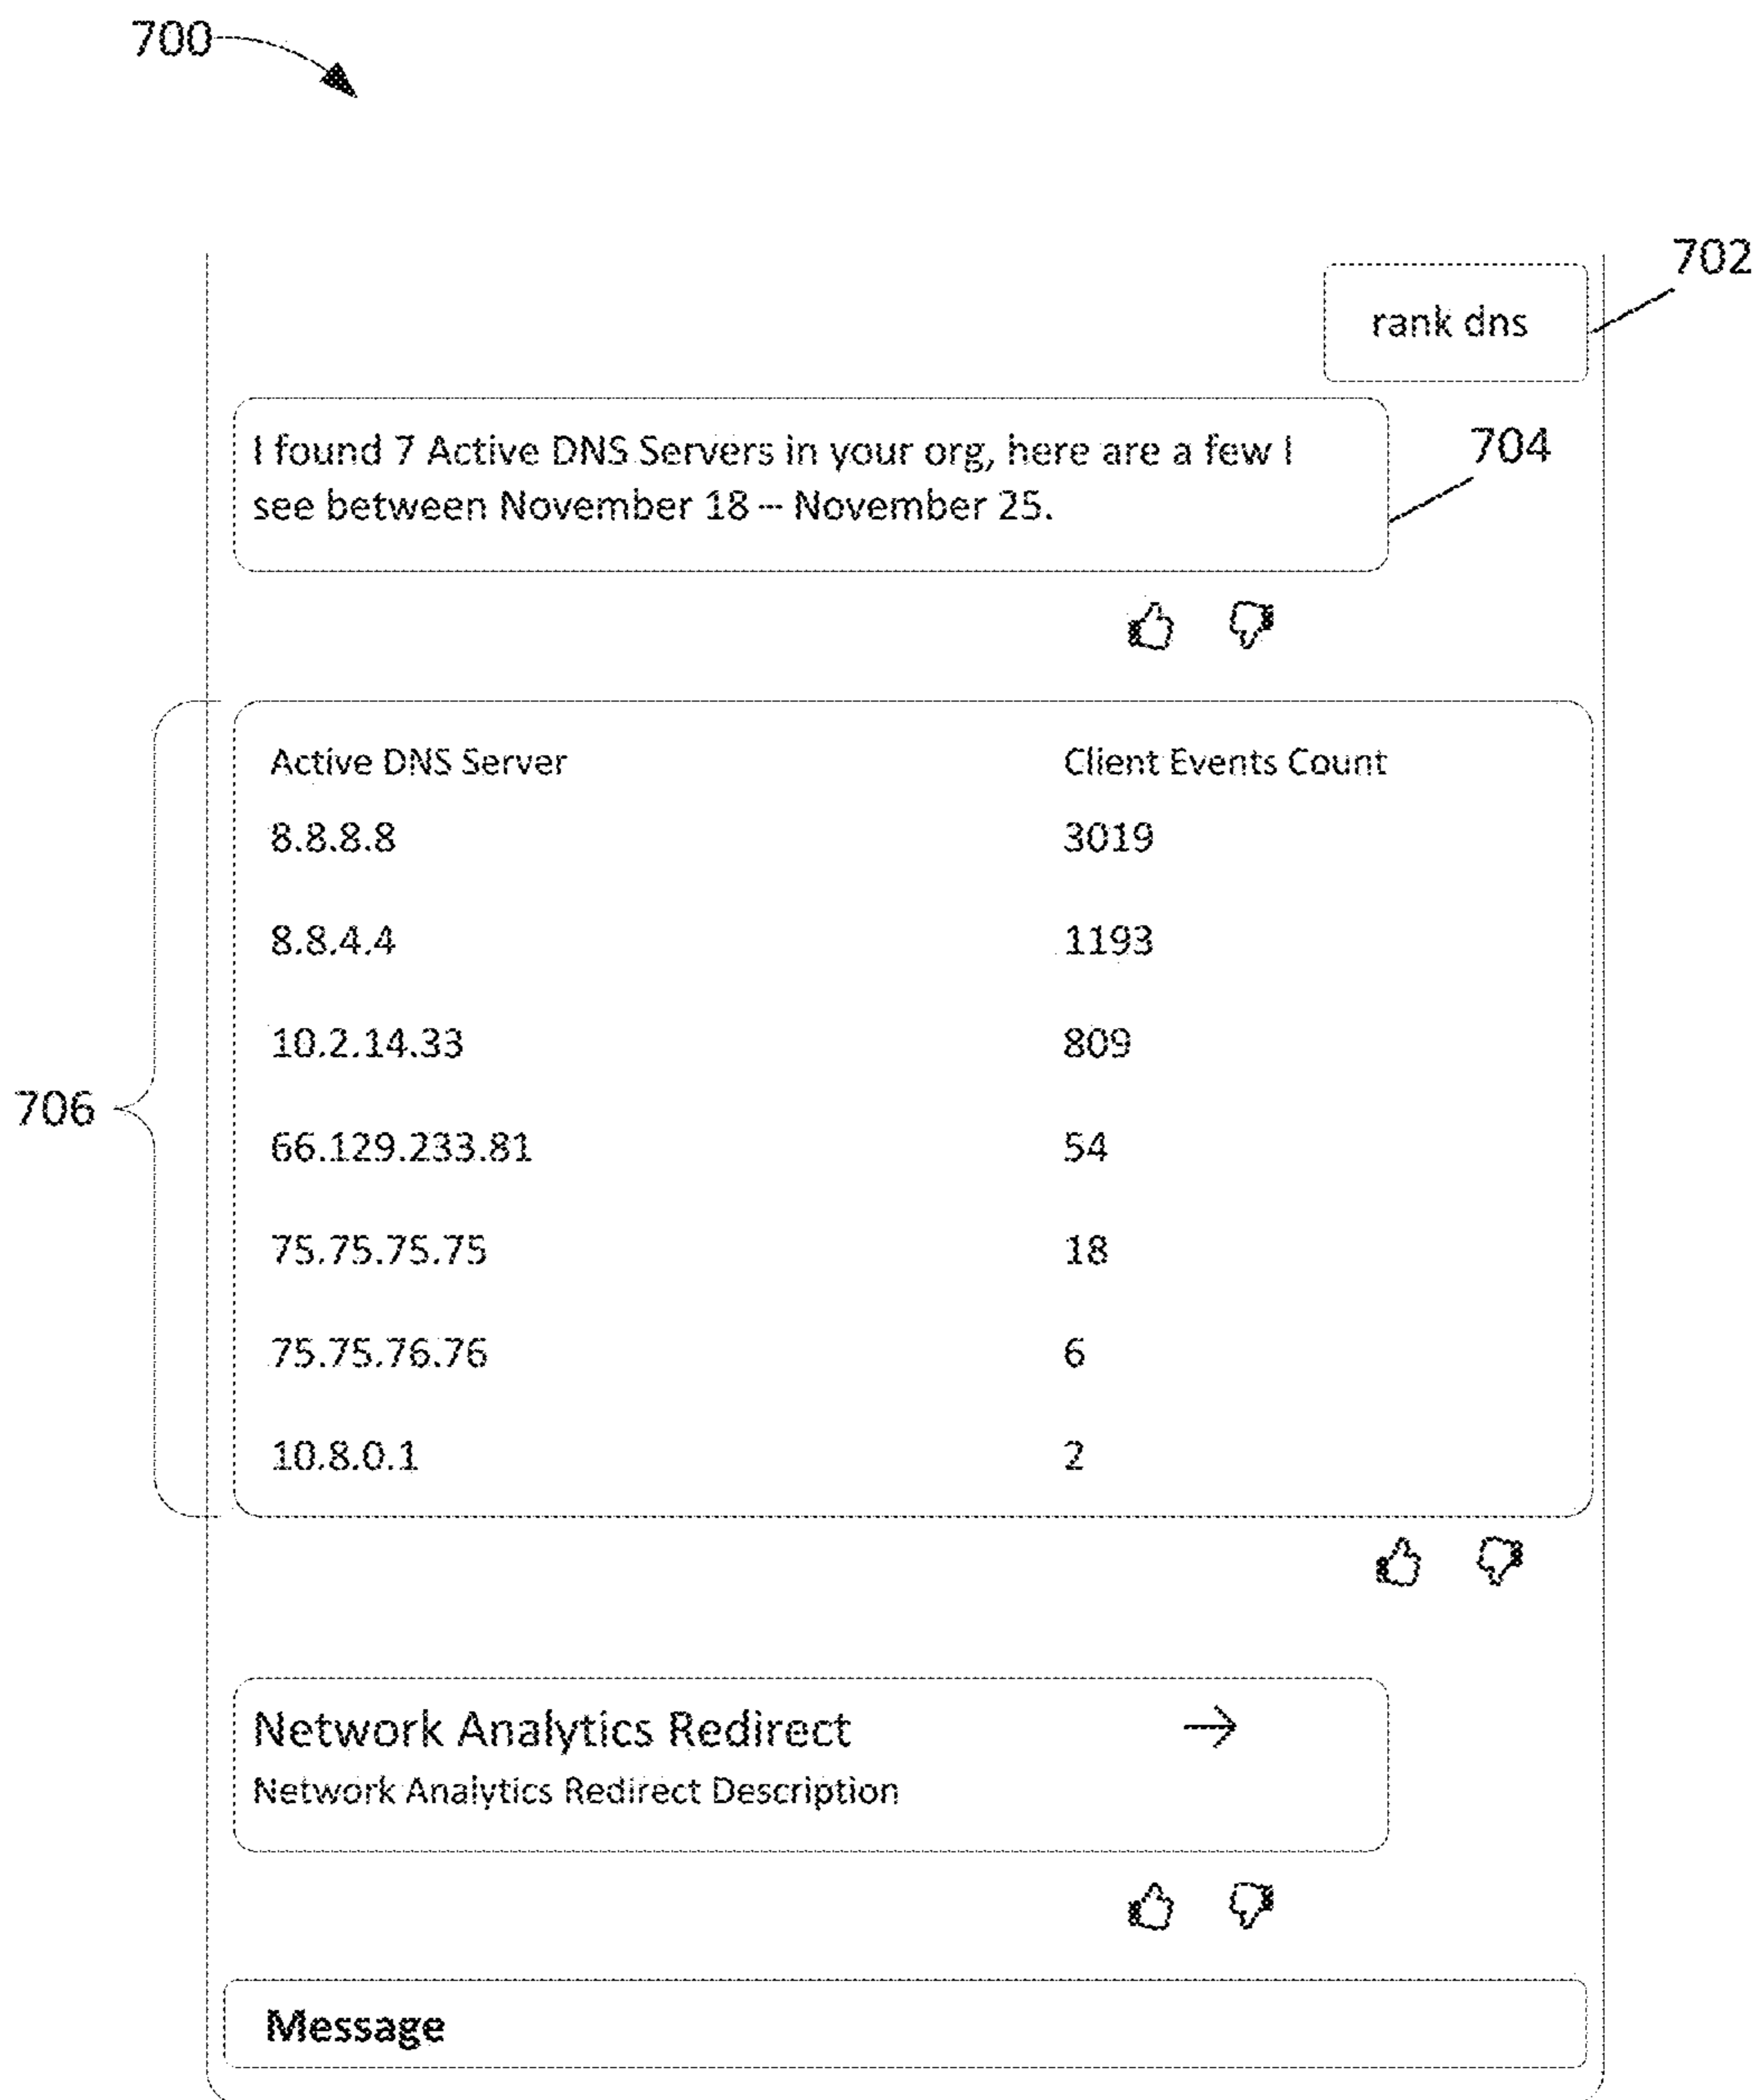 700
702
rank dns
I found 7 Active DNS Servers in your org, here are a few I
see between November 18 -- November 25.
704
Active DNS Server Client Events Count
8.8.8.8 3019
8.8.4.4 1193
10.2.14.33 809
706
66.129.233.81 54
75.75.75.75 18
75.75.76.76 6
10.8.0.1 2
Network Analytics Redirect →
Network Analytics Redirect Description
Message